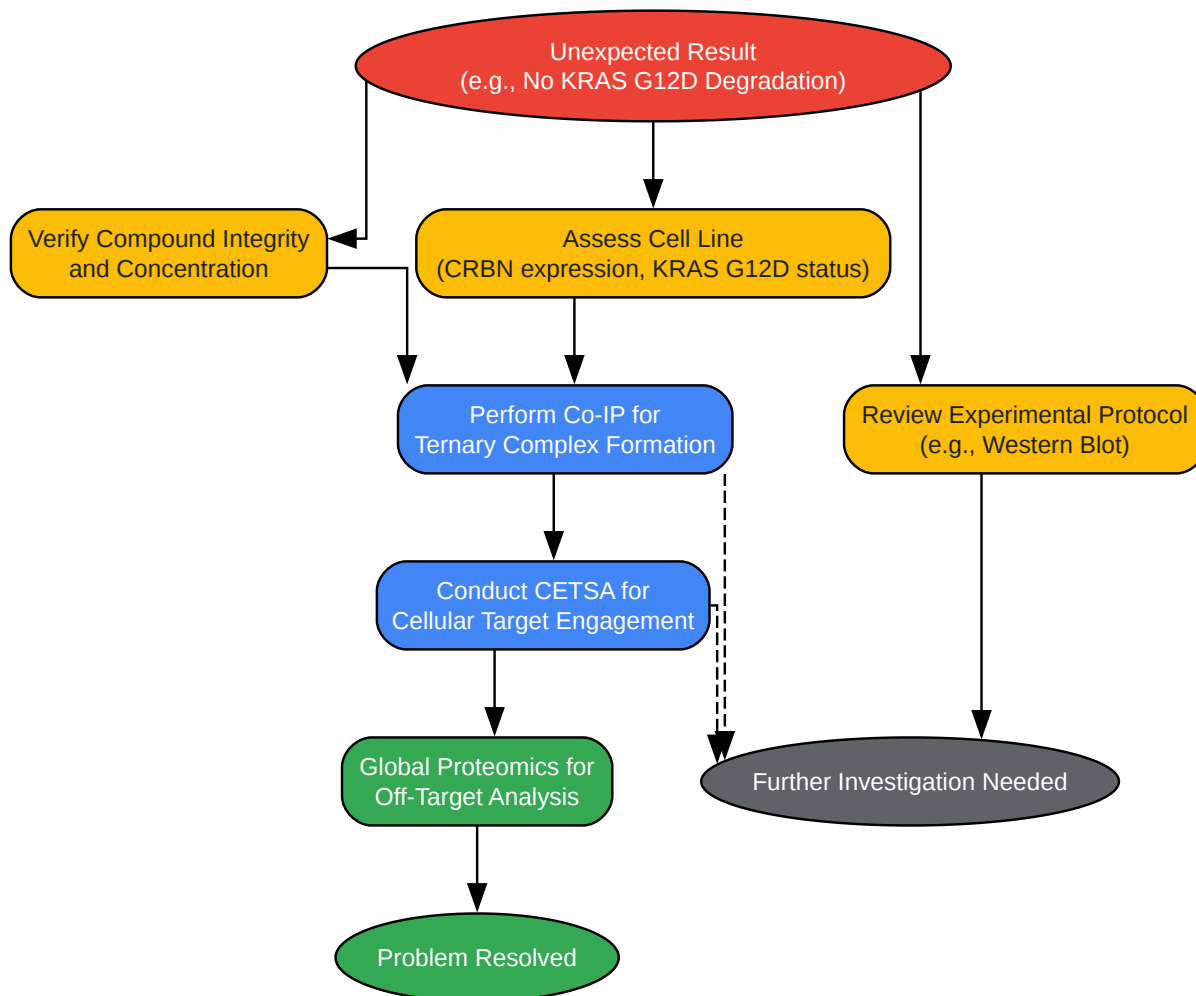 Unexpected Result
(e.g., No KRAS G12D Degradation)
Verify Compound Integrity
and Concentration
Assess Cell Line
(CRBN expression, KRAS G12D status)
Perform Co-IP for
Ternary Complex Formation
Review Experimental Protocol
(e.g., Western Blot)
Conduct CETSA for
Cellular Target Engagement
Global Proteomics for
Off-Target Analysis
Further Investigation Needed
Problem Resolved